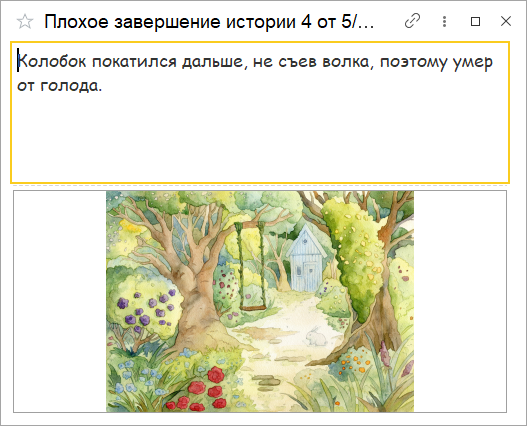 Плохое завершение истории 4 от 5/...
Колобок покатился дальше, не съев волка, поэтому умер
от голода.